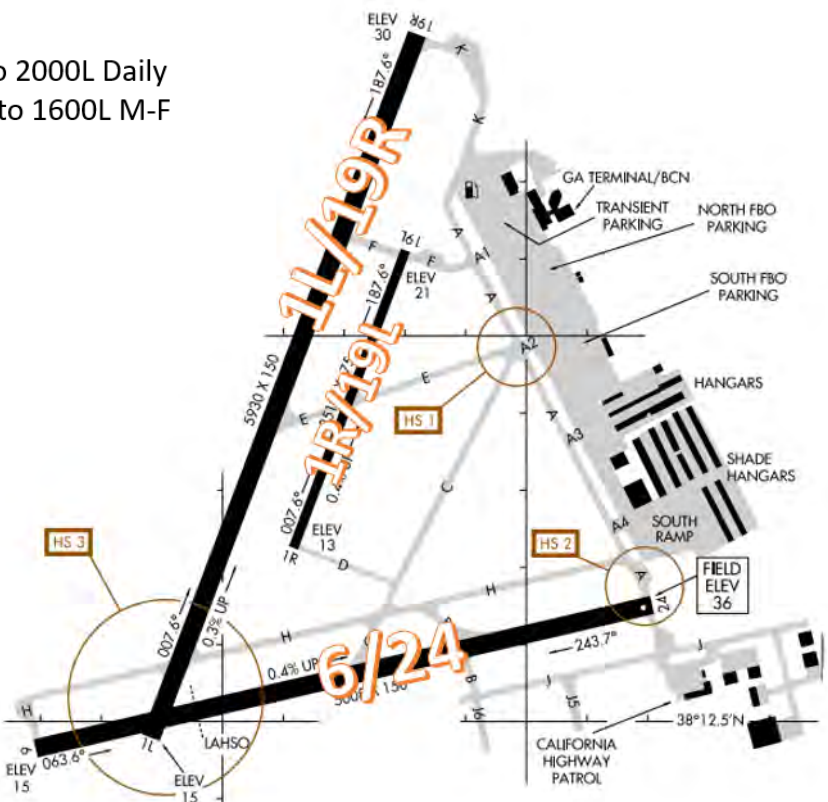 ELEV
30
19R
K
o 2000L Daily
to 1600L M-F
187.6°
K
GA TERMINAL/BCN
TRANSIENT
PARKING
NORTH FBO
PARKING
1L/19R
A
A1
F
F
19L
ELEV
21
187.6°
A
SOUTH FBO
PARKING
A2
5930 X 150
E
E
HS 1
1R/19L
HANGARS
A
A3
SHADE
HANGARS
C
007.6°
ELEV
13
1R
D
A4
SOUTH
RAMP
HS 3
HS 2
A
FIELD
ELEV
36
H
24
007.6°
0.3% UP
H
243.7°
J
6/24
0.4% UP
B
J
J6
J5
H
38°12.5'N
6
063.6°
1L
LAHSO
ELEV
15
ELEV
15
CALIFORNIA
HIGHWAY
PATROL